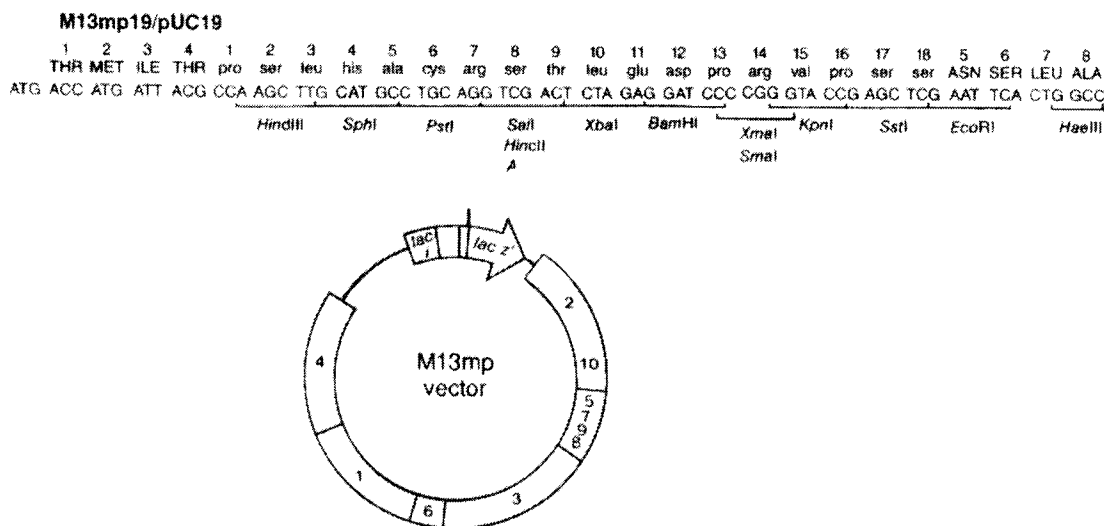 M13mp19/pUC19
1 2 3 4 1 2 3 4 5 6 7 8 9 10 11 12 13 14 15 16 17 18 5 6 7 8
THR MET ILE THR pro ser leu his ala cys arg ser thr leu glu asp pro arg val pro ser ser ASN SER LEU ALA
ATG ACC ATG ATT ACG CCA AGC TTG CAT GCC TGC AGG TCG ACT CTA GAG GAT CCC CGG GTA CCG AGC TCG AAT TCA CTG GCC
HindIII SphI PstI SalI XbaI BamHI XmaI KpnI SstI EcoRI HaeIII
HincII SmaI
A
lac i
lac z'
2
4
M13mp
vector
10
5
7
9
8
1
3
6